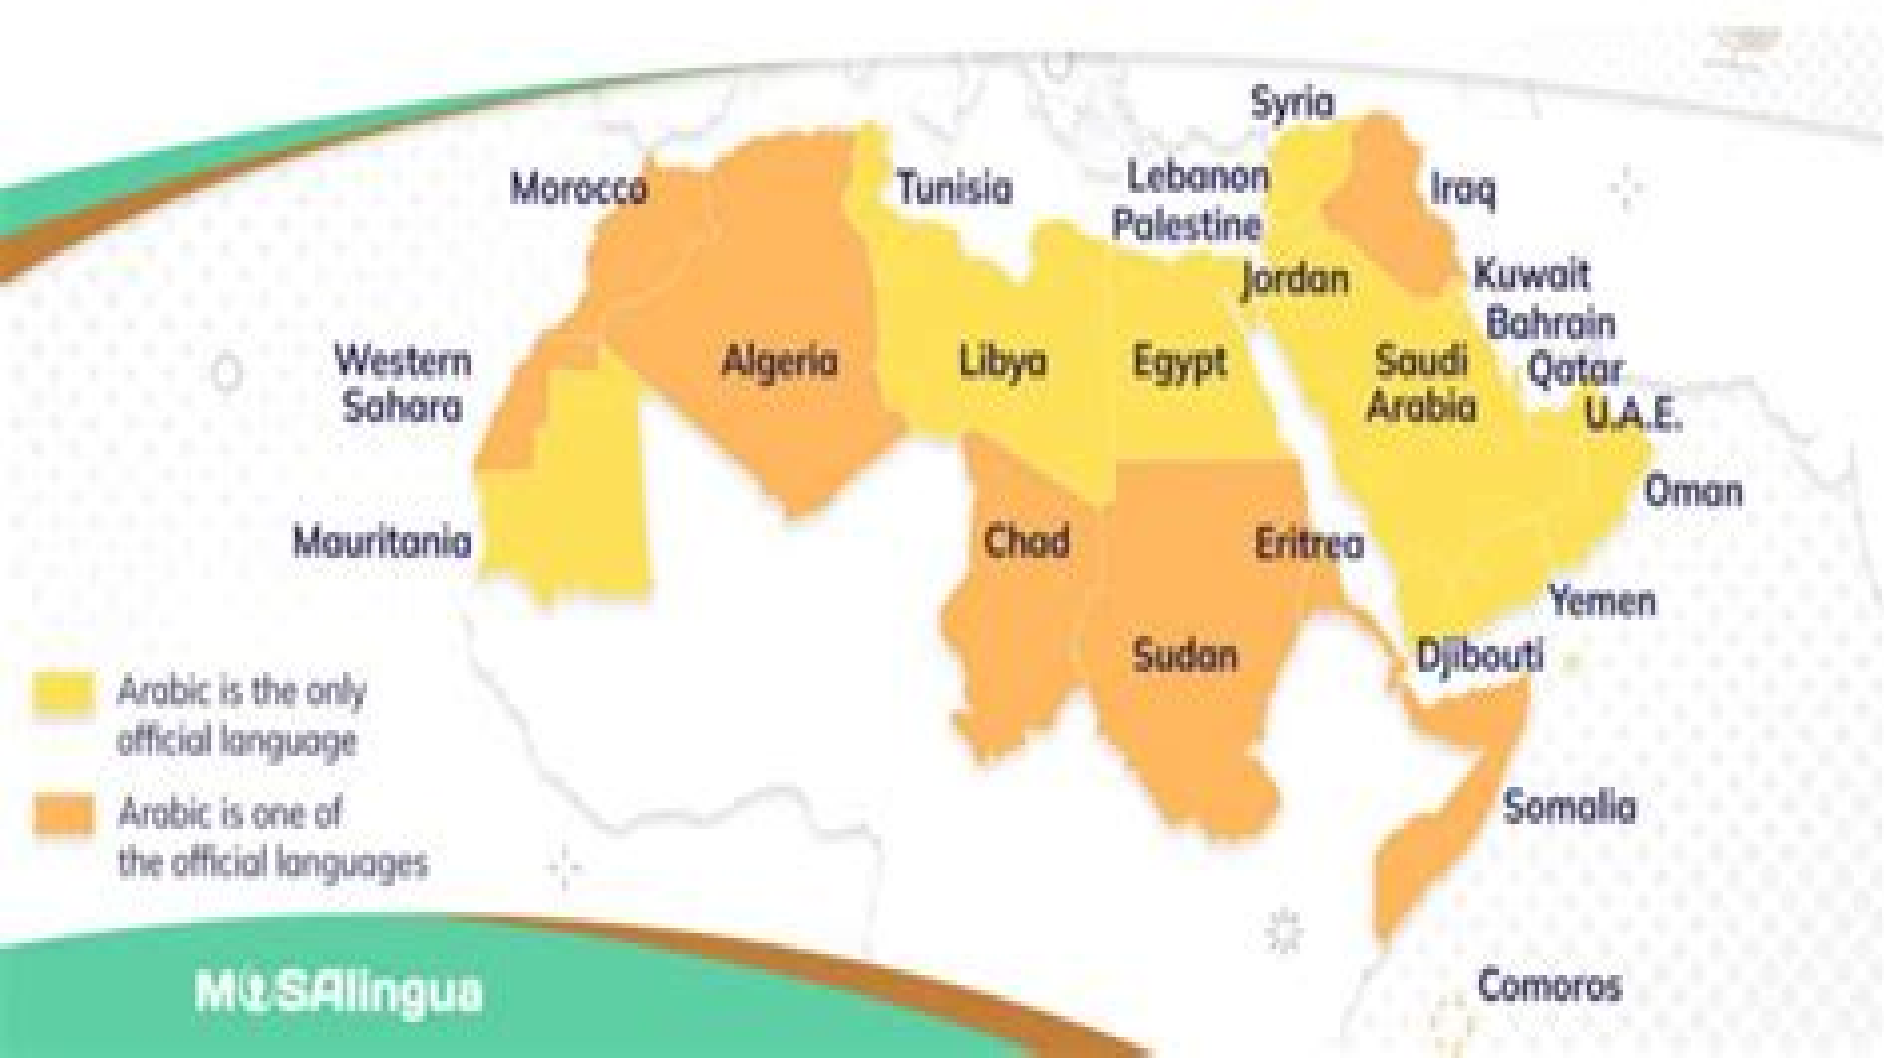 Syria
Morocco
Tunisia
Lebanon
Iraq
Palestine
Jordan
Kuwait
Bahrain
Western
Sahara
Algeria
Libya
Egypt
Saudi
Arabia
Qatar
U.A.E.
Oman
Mauritania
Chad
Eritrea
Yemen
Sudan
Djibouti
Arabic is the only
official language
Arabic is one of
the official languages
Somalia
Comoros
MOSAlingua